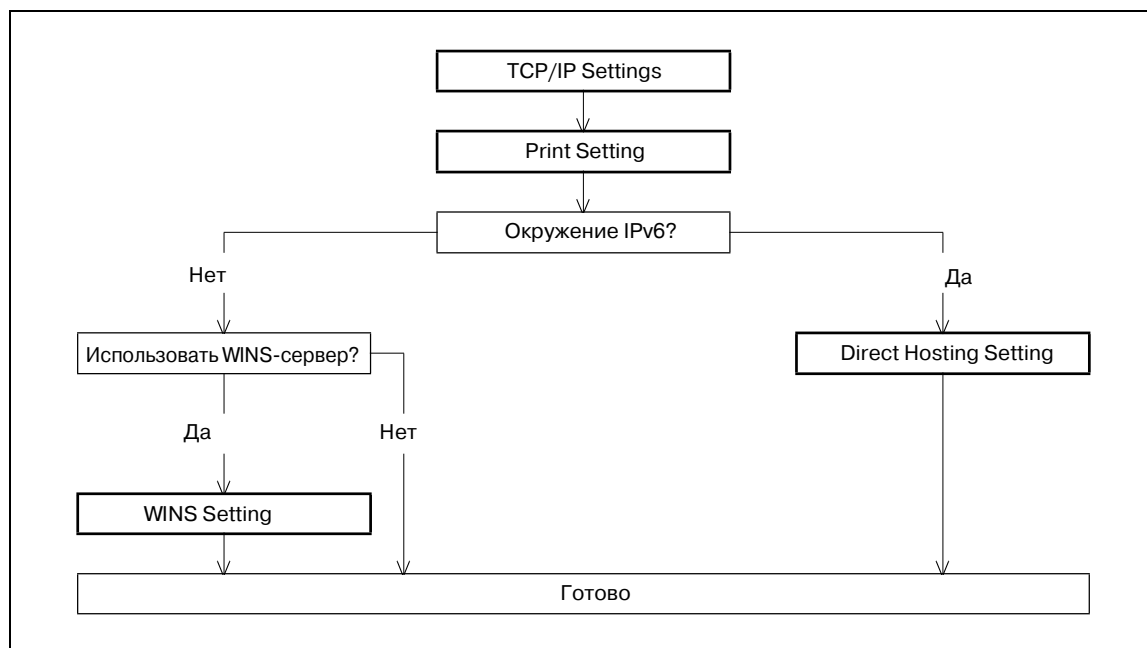 TCP/IP Settings
Print Setting
Окружение IPv6?
Нет
Да
Использовать WINS-сервер?
Direct Hosting Setting
Да
Нет
WINS Setting
Готово